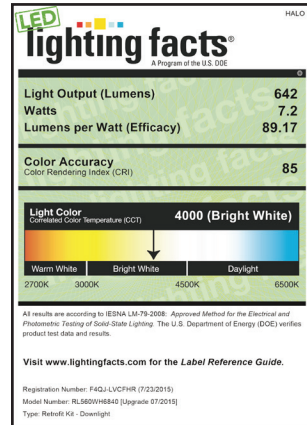 HALO
LED
lighting facts®
A Program of the U.S. DOE
Light Output (Lumens) 642
Watts 7.2
Lumens per Watt (Efficacy) 89.17
Color Accuracy
Color Rendering Index (CRI) 85
Light Color
Correlated Color Temperature (CCT) 4000 (Bright White)
Warm White Bright White Daylight
2700K 3000K 4500K 6500K
All results are according to IESNA LM-79-2008: Approved Method for the Electrical and
Photometric Testing of Solid-State Lighting. The U.S. Department of Energy (DOE) verifies
product test data and results.
Visit www.lightingfacts.com for the Label Reference Guide.
Registration Number: F4QJ-LVCFHR (7/23/2015)
Model Number: RL560WH6840 [Upgrade 07/2015]
Type: Retrofit Kit - Downlight